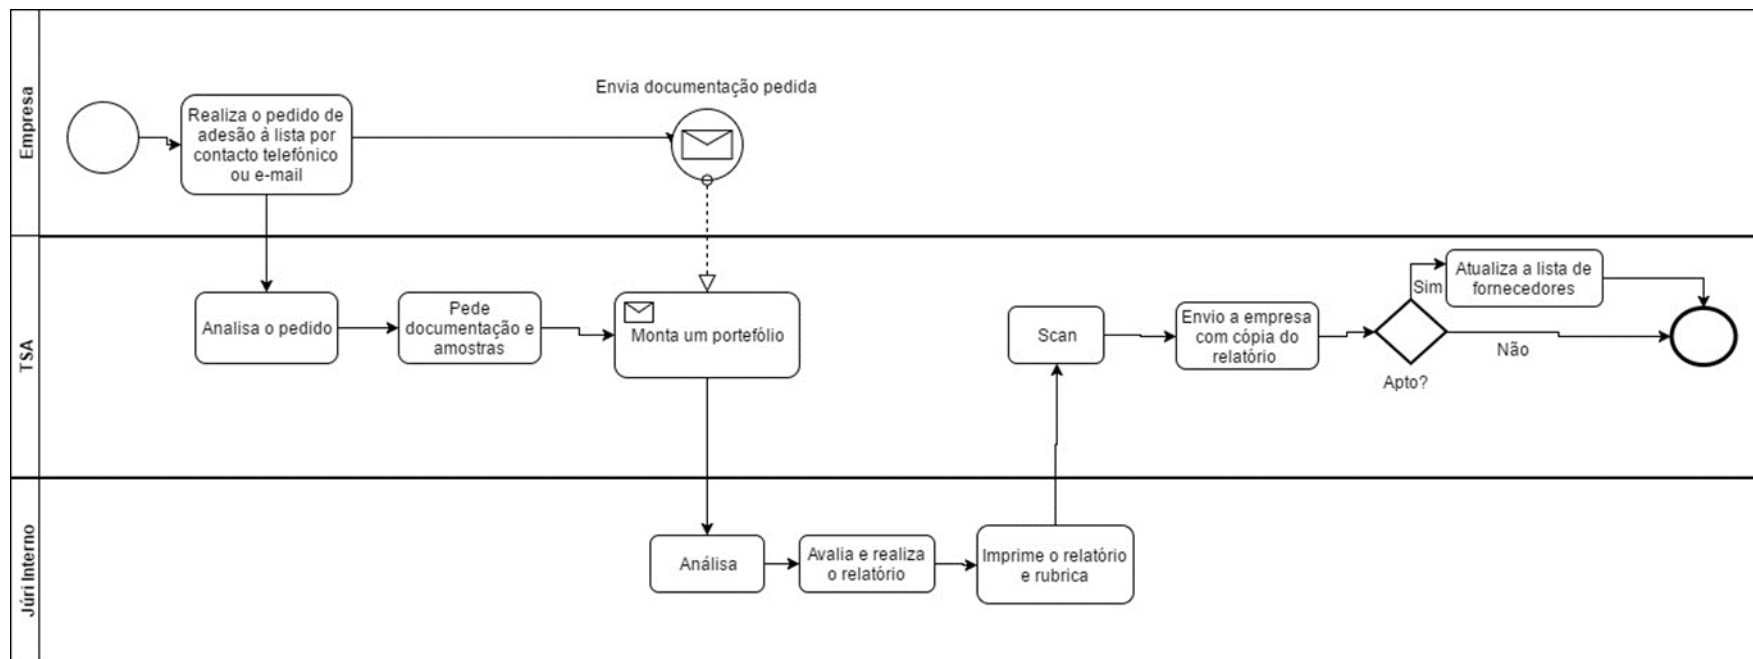 Empresa
Envia documentação pedida
Realiza o pedido de
adesão à lista por
contacto telefónico
ou e-mail
TSA
Analisa o pedido
Pede
documentação e
amostras
Monta um portefólio
Scan
Envio a empresa
com cópia do
relatório
Sim
Atualiza a lista de
fornecedores
Não
Apto?
Júri Interno
Análisa
Avalia e realiza
o relatório
Imprime o relatório
e rubrica